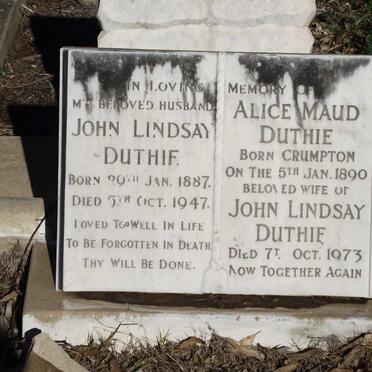 IN LOVING
MY BELOVED HUSBAND
JOHN LINDSAY
DUTHIE
BORN 20TH JAN. 1887.
DIED 5TH OCT. 1947.
LOVED TOO WELL IN LIFE
TO BE FORGOTTEN IN DEATH
THY WILL BE DONE.
MEMORY OF
ALICE MAUD
DUTHIE
BORN CRUMPTON
ON THE 5TH JAN. 1890
BELOVED WIFE OF
JOHN LINDSAY
DUTHIE
DIED 7T OCT. 1973
NOW TOGETHER AGAIN